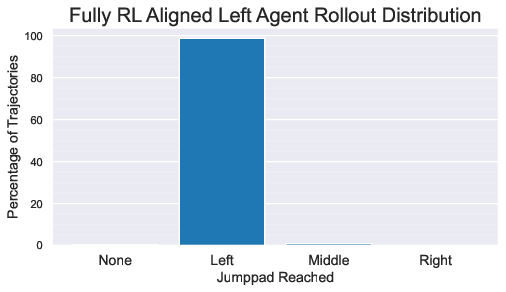 Fully RL Aligned Left Agent Rollout Distribution
Percentage of Trajectories
100
80
60
40
20
0
None Left Middle Right
Jumppad Reached